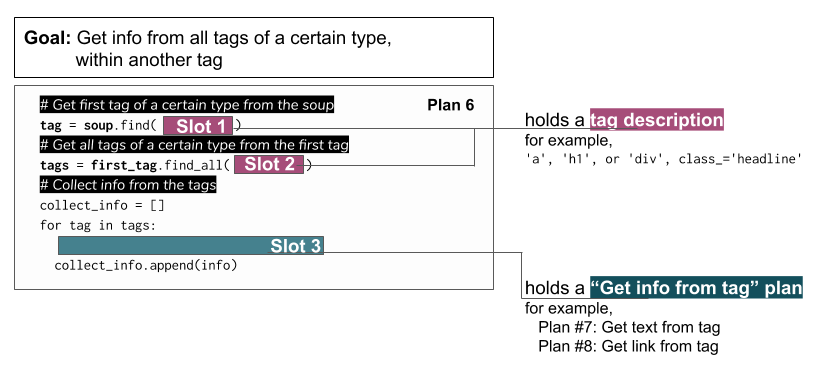 Goal: Get info from all tags of a certain type,
within another tag
# Get first tag of a certain type from the soup
Plan 6
tag = soup.find( Slot 1 )
# Get all tags of a certain type from the first tag
tags = first_tag.find_all( Slot 2 )
# Collect info from the tags
collect_info = []
for tag in tags:
Slot 3
collect_info.append(info)
holds a tag description
for example,
'a', 'h1', or 'div', class_='headline'
holds a “Get info from tag” plan
for example,
Plan #7: Get text from tag
Plan #8: Get link from tag